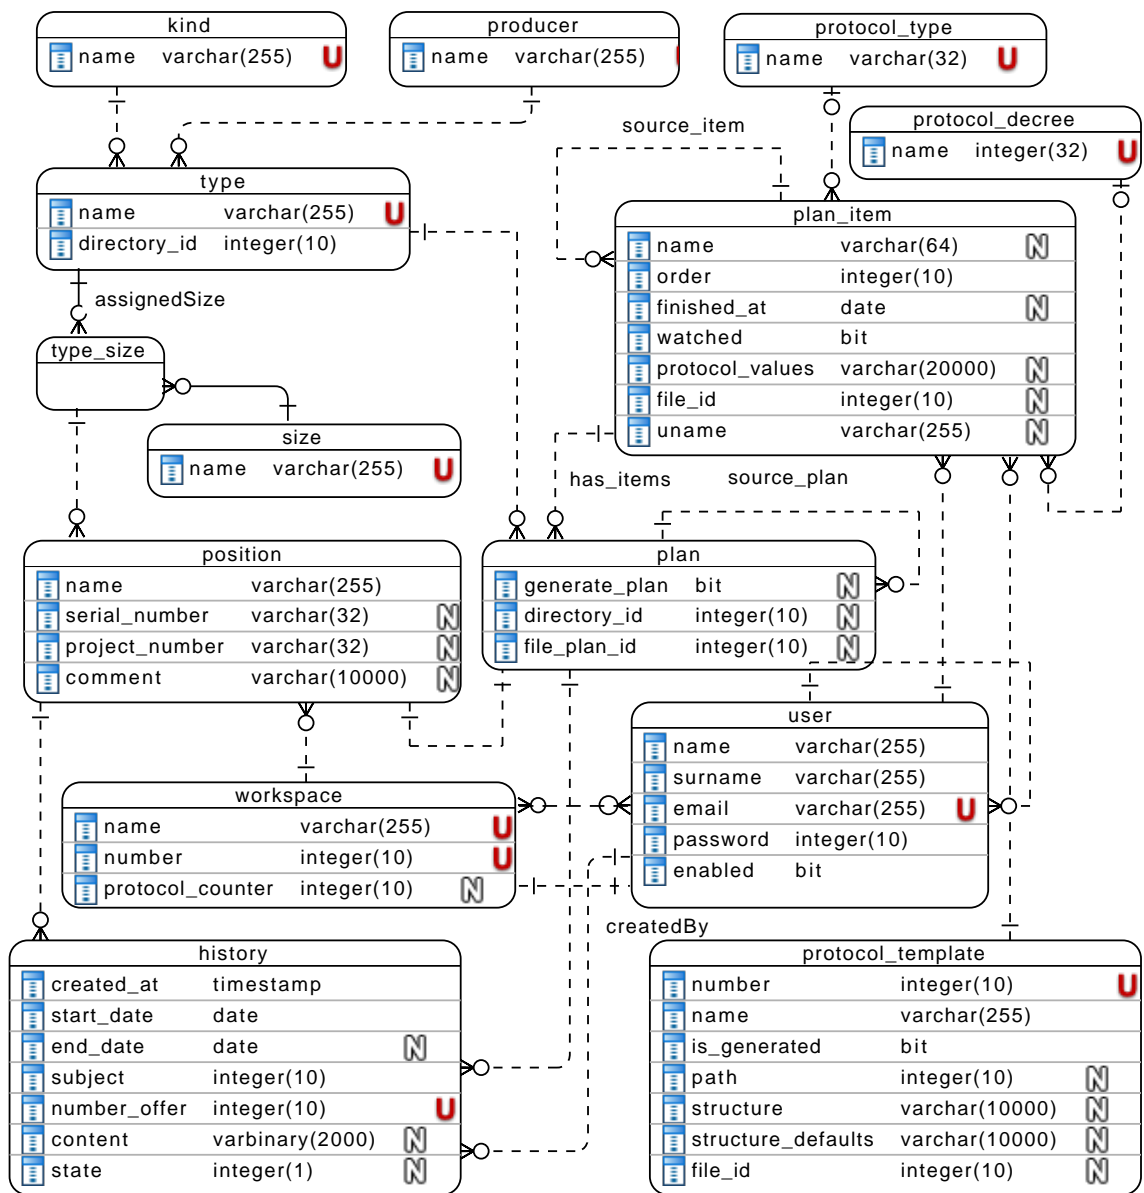 kind
name varchar(255) U
producer
name varchar(255) U
protocol_type
name varchar(32) U
protocol_decree
name integer(32) U
source_item
type
name varchar(255) U
directory_id integer(10)
plan_item
name varchar(64) N
order integer(10)
finished_at date N
watched bit
protocol_values varchar(20000) N
file_id integer(10) N
uname varchar(255) N
assignedSize
type_size
size
name varchar(255) U
has_items
source_plan
position
name varchar(255)
serial_number varchar(32) N
project_number varchar(32) N
comment varchar(10000) N
plan
generate_plan bit N
directory_id integer(10) N
file_plan_id integer(10) N
user
name varchar(255)
surname varchar(255)
email varchar(255) U
password integer(10)
enabled bit
workspace
name varchar(255) U
number integer(10) U
protocol_counter integer(10) N
createdBy
history
created_at timestamp
start_date date
end_date date N
subject integer(10)
number_offer integer(10) U
content varbinary(2000) N
state integer(1) N
protocol_template
number integer(10) U
name varchar(255)
is_generated bit
path integer(10) N
structure varchar(10000) N
structure_defaults varchar(10000) N
file_id integer(10) N